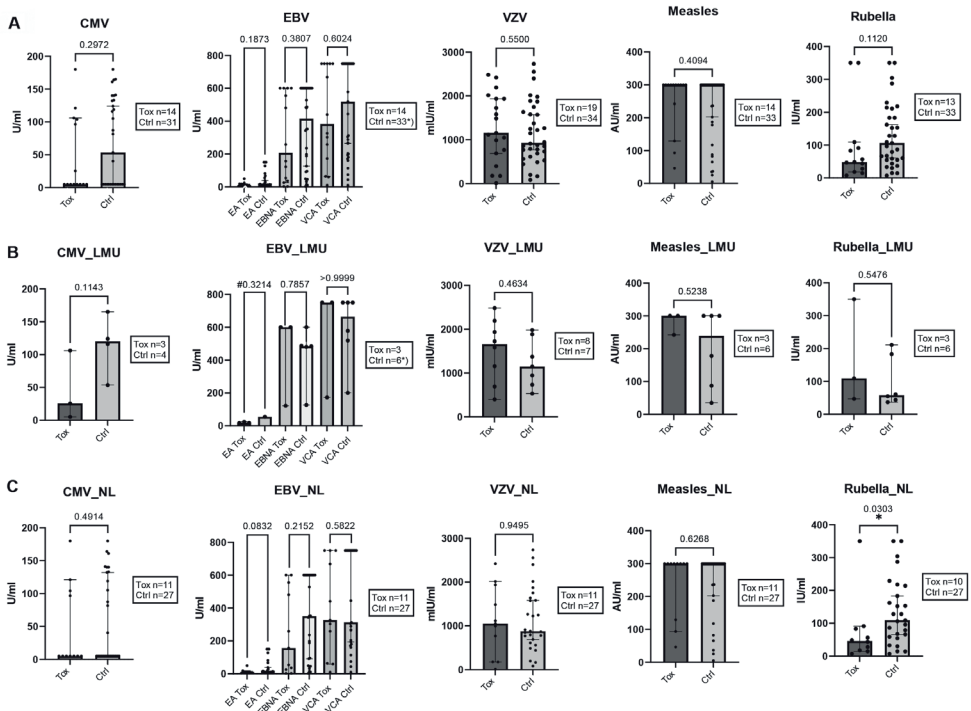 A
CMV
0.2972
200
150
100
50
0
U/ml
Tox
Ctrl
Tox n=14
Ctrl n=31
EBV
0.1873
0.3807
0.6024
800
600
400
200
0
U/ml
EA Tox
EA Ctrl
EBNA Tox
EBNA Ctrl
VCA Tox
VCA Ctrl
Tox n=14
Ctrl n=33*)
VZV
0.5500
3000
2000
1000
0
mIU/ml
Tox
Ctrl
Tox n=19
Ctrl n=34
Measles
0.4094
400
300
200
100
0
AU/ml
Tox
Ctrl
Tox n=14
Ctrl n=33
Rubella
0.1120
400
300
200
100
0
IU/ml
Tox
Ctrl
Tox n=13
Ctrl n=33
B
CMV_LMU
0.1143
200
150
100
50
0
U/ml
Tox
Ctrl
Tox n=3
Ctrl n=4
EBV_LMU
#0.3214
0.7857
>0.9999
800
600
400
200
0
U/ml
EA Tox
EA Ctrl
EBNA Tox
EBNA Ctrl
VCA Tox
VCA Ctrl
Tox n=3
Ctrl n=6*)
VZV_LMU
0.4634
3000
2000
1000
0
mIU/ml
Tox
Ctrl
Tox n=8
Ctrl n=7
Measles_LMU
0.5238
400
300
200
100
0
AU/ml
Tox
Ctrl
Tox n=3
Ctrl n=6
Rubella_LMU
0.5476
400
300
200
100
0
IU/ml
Tox
Ctrl
Tox n=3
Ctrl n=6
C
CMV_NL
0.4914
200
150
100
50
0
U/ml
Tox
Ctrl
Tox n=11
Ctrl n=27
EBV_NL
0.0832
0.2152
0.5822
800
600
400
200
0
U/ml
EA Tox
EA Ctrl
EBNA Tox
EBNA Ctrl
VCA Tox
VCA Ctrl
Tox n=11
Ctrl n=27
VZV_NL
0.9495
3000
2000
1000
0
mIU/ml
Tox
Ctrl
Tox n=11
Ctrl n=27
Measles_NL
0.6268
400
300
200
100
0
AU/ml
Tox
Ctrl
Tox n=11
Ctrl n=27
Rubella_NL
0.0303
*
400
300
200
100
0
IU/ml
Tox
Ctrl
Tox n=10
Ctrl n=27